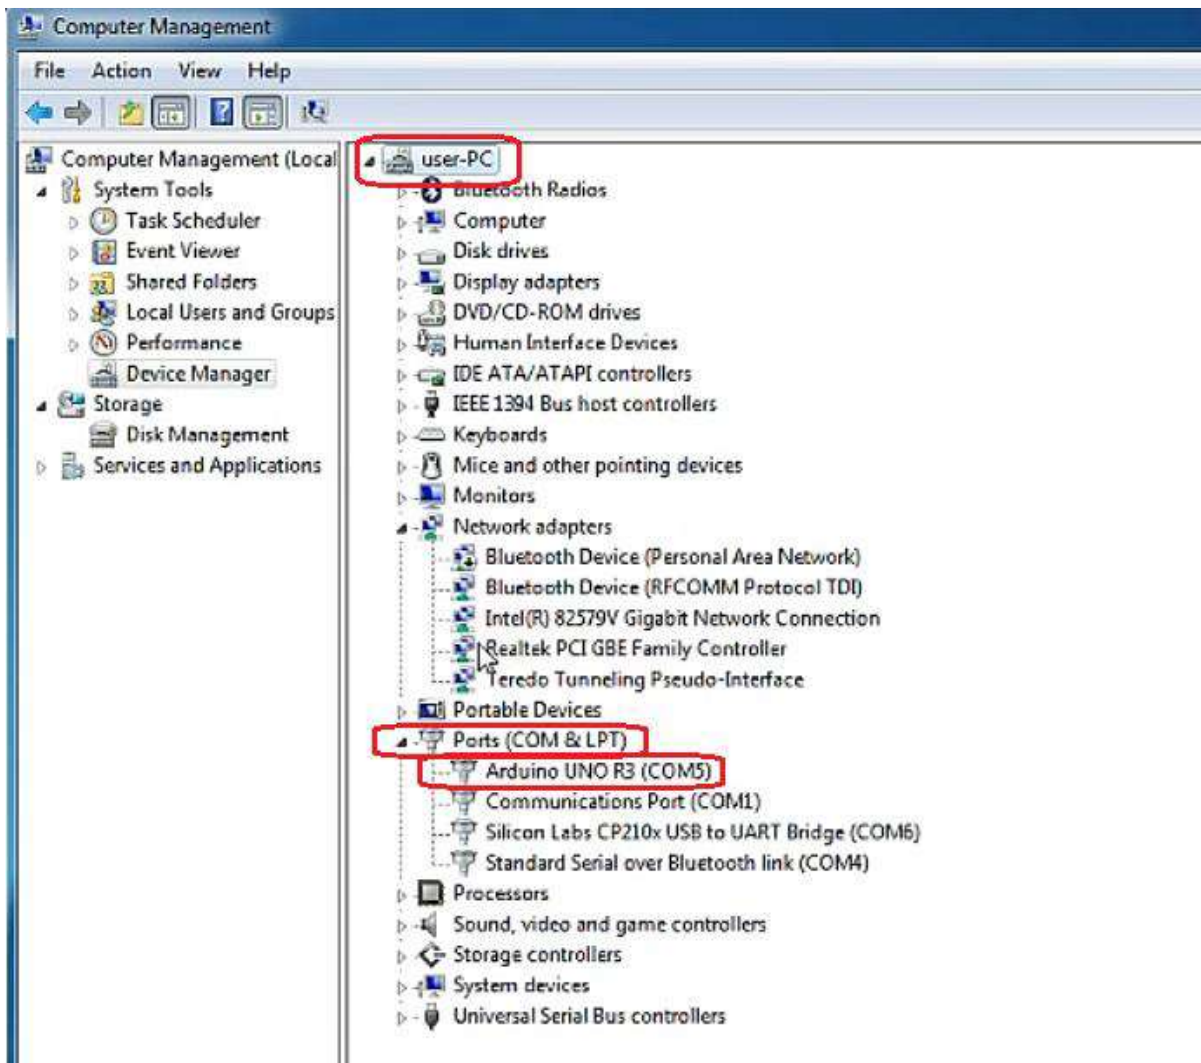 Computer Management
File Action View Help
Computer Management (Local
System Tools
Task Scheduler
Event Viewer
Shared Folders
Local Users and Groups
Performance
Device Manager
Storage
Disk Management
Services and Applications
user-PC
Bluetooth Radios
Computer
Disk drives
Display adapters
DVD/CD-ROM drives
Human Interface Devices
IDE ATA/ATAPI controllers
IEEE 1394 Bus host controllers
Keyboards
Mice and other pointing devices
Monitors
Network adapters
Bluetooth Device (Personal Area Network)
Bluetooth Device (RFCOMM Protocol TDI)
Intel(R) 82579V Gigabit Network Connection
Realtek PCI GBE Family Controller
Teredo Tunneling Pseudo-Interface
Portable Devices
Ports (COM & LPT)
Arduino UNO R3 (COM5)
Communications Port (COM1)
Silicon Labs CP210x USB to UART Bridge (COM6)
Standard Serial over Bluetooth link (COM4)
Processors
Sound, video and game controllers
Storage controllers
System devices
Universal Serial Bus controllers